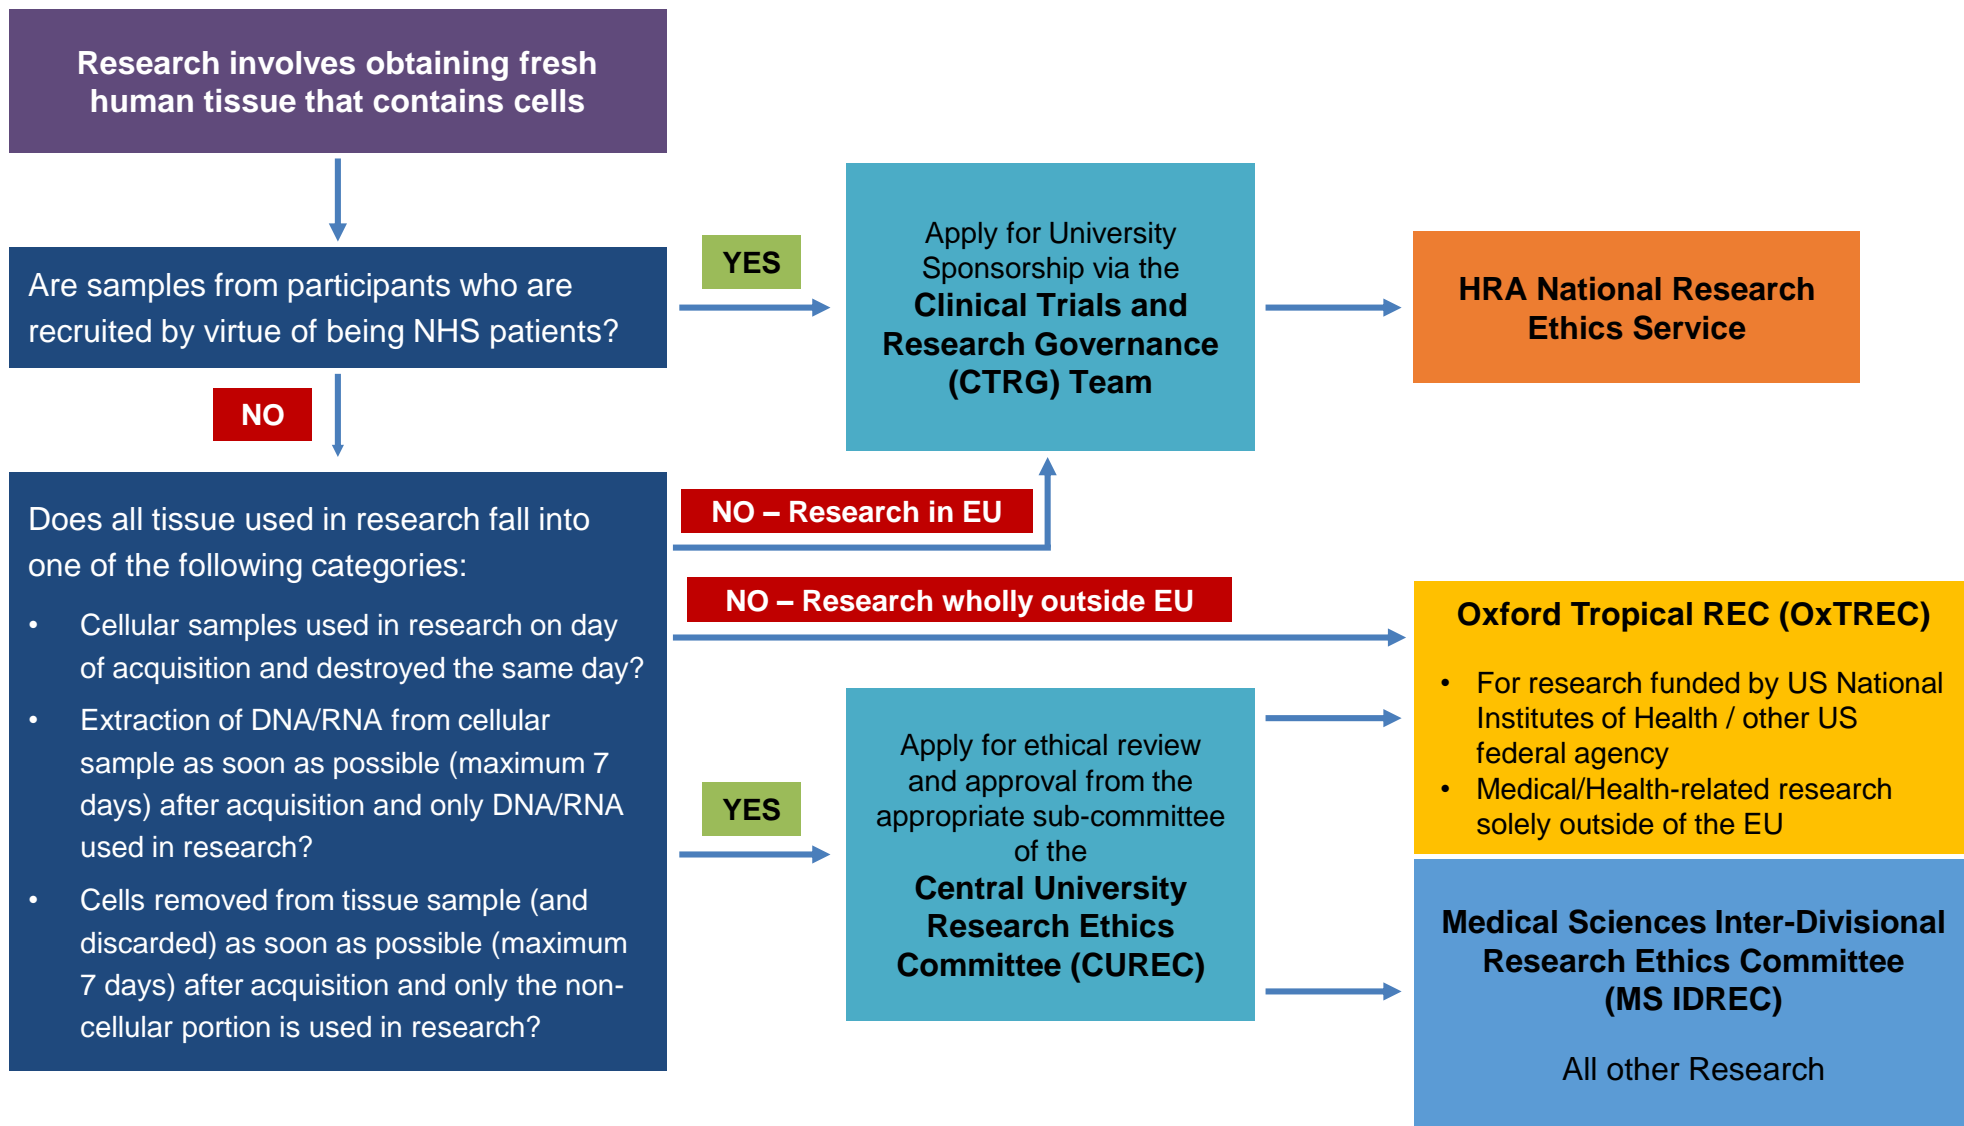 Research involves obtaining fresh
human tissue that contains cells
Are samples from participants who are
recruited by virtue of being NHS patients?
YES
Apply for University
Sponsorship via the
Clinical Trials and
Research Governance
(CTRG) Team
HRA National Research
Ethics Service
NO
Does all tissue used in research fall into
one of the following categories:
• Cellular samples used in research on day
of acquisition and destroyed the same day?
• Extraction of DNA/RNA from cellular
sample as soon as possible (maximum 7
days) after acquisition and only DNA/RNA
used in research?
• Cells removed from tissue sample (and
discarded) as soon as possible (maximum
7 days) after acquisition and only the non-
cellular portion is used in research?
NO – Research in EU
NO – Research wholly outside EU
YES
Apply for ethical review
and approval from the
appropriate sub-committee
of the
Central University
Research Ethics
Committee (CUREC)
Oxford Tropical REC (OxTREC)
• For research funded by US National
Institutes of Health / other US
federal agency
• Medical/Health-related research
solely outside of the EU
Medical Sciences Inter-Divisional
Research Ethics Committee
(MS IDREC)
All other Research